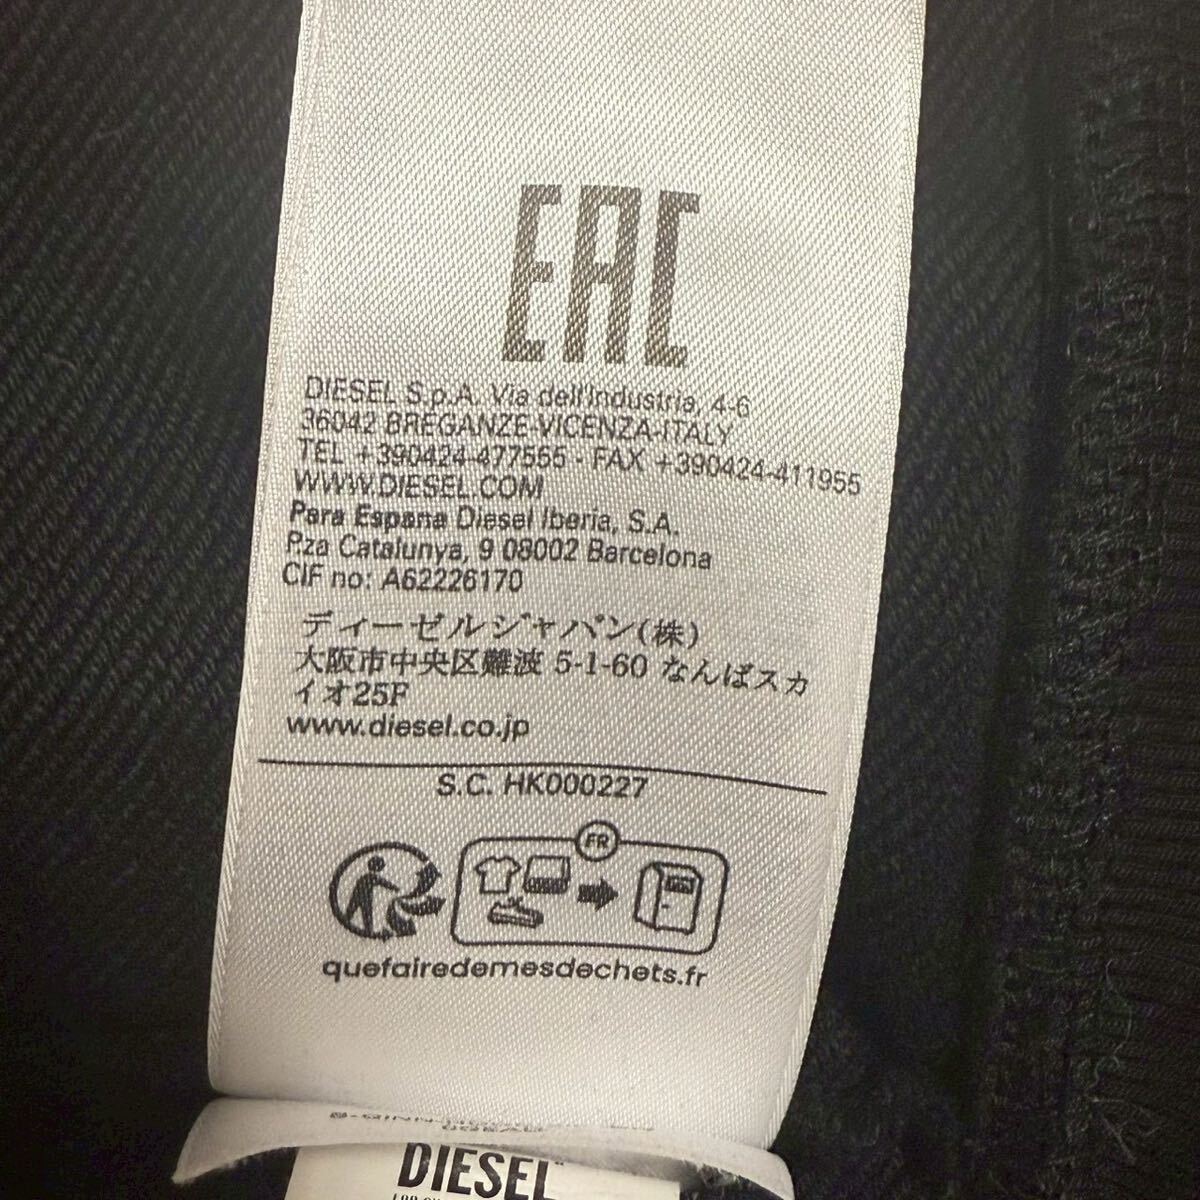 EAC
DIESEL S.p.A. Via dell'Industria, 4-6
36042 BREGANZE-VICENZA-ITALY
TEL +390424-477555 - FAX +390424-411955
WWW.DIESEL.COM
Para Espana Diesel Iberia, S.A.
P.za Catalunya, 9 08002 Barcelona
CIF no: A62226170
ディーゼルジャパン(株)
大阪市中央区難波 5-1-60 なんばスカ
イオ25F
www.diesel.co.jp
S.C. HK000227
FR
quefairedemesdechets.fr
DIESEL